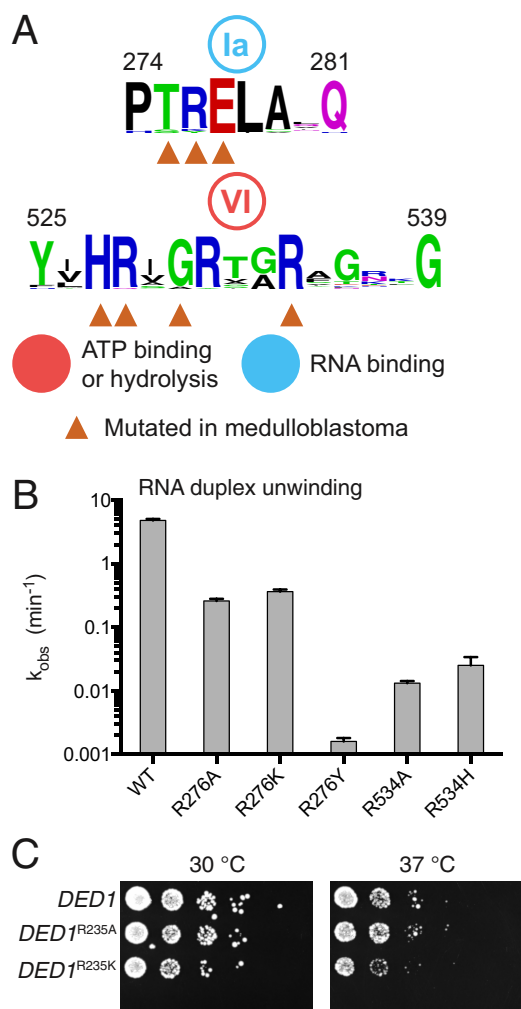 A
Ia
274 281
PTRELA Q
VI
525 539
Y HR GR G R G G
ATP binding
or hydrolysis
RNA binding
Mutated in medulloblastoma
B
RNA duplex unwinding
10
1
0.1
0.01
0.001
kobs (min-1)
WT R276A R276K R276Y R534A R534H
C
30 °C 37 °C
DED1
DED1R235A
DED1R235K